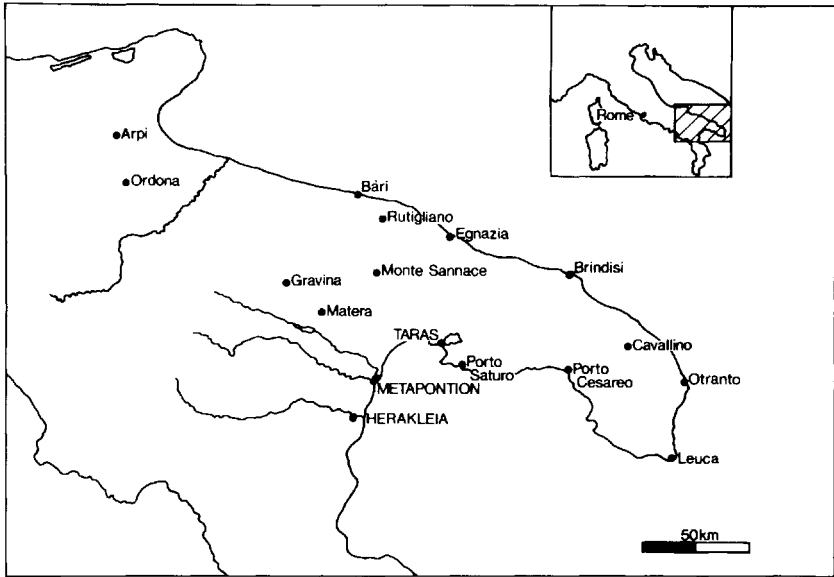 Rome
Arpi
Ordona
Bari
Rutigliano
Egnazia
Monte Sannace
Gravina
Brindisi
Matera
TARAS
Cavallino
Porto
Saturo
Porto
Cesareo
METAPONTION
Otranto
HERAKLEIA
Leuca
50km